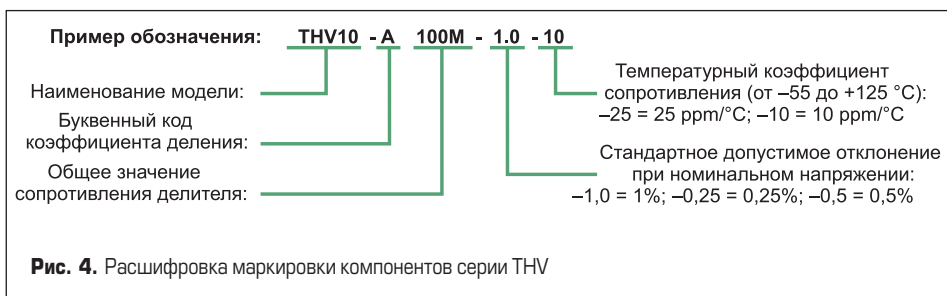 Пример обозначения: THV10 - A 100M - 1.0 - 10
Наименование модели:
Буквенный код
коэффициента деления:
Общее значение
сопротивления делителя:
Температурный коэффициент
сопротивления (от –55 до +125 °C):
–25 = 25 ppm/°C; –10 = 10 ppm/°C
Стандартное допустимое отклонение
при номинальном напряжении:
–1,0 = 1%; –0,25 = 0,25%; –0,5 = 0,5%
Рис. 4. Расшифровка маркировки компонентов серии THV